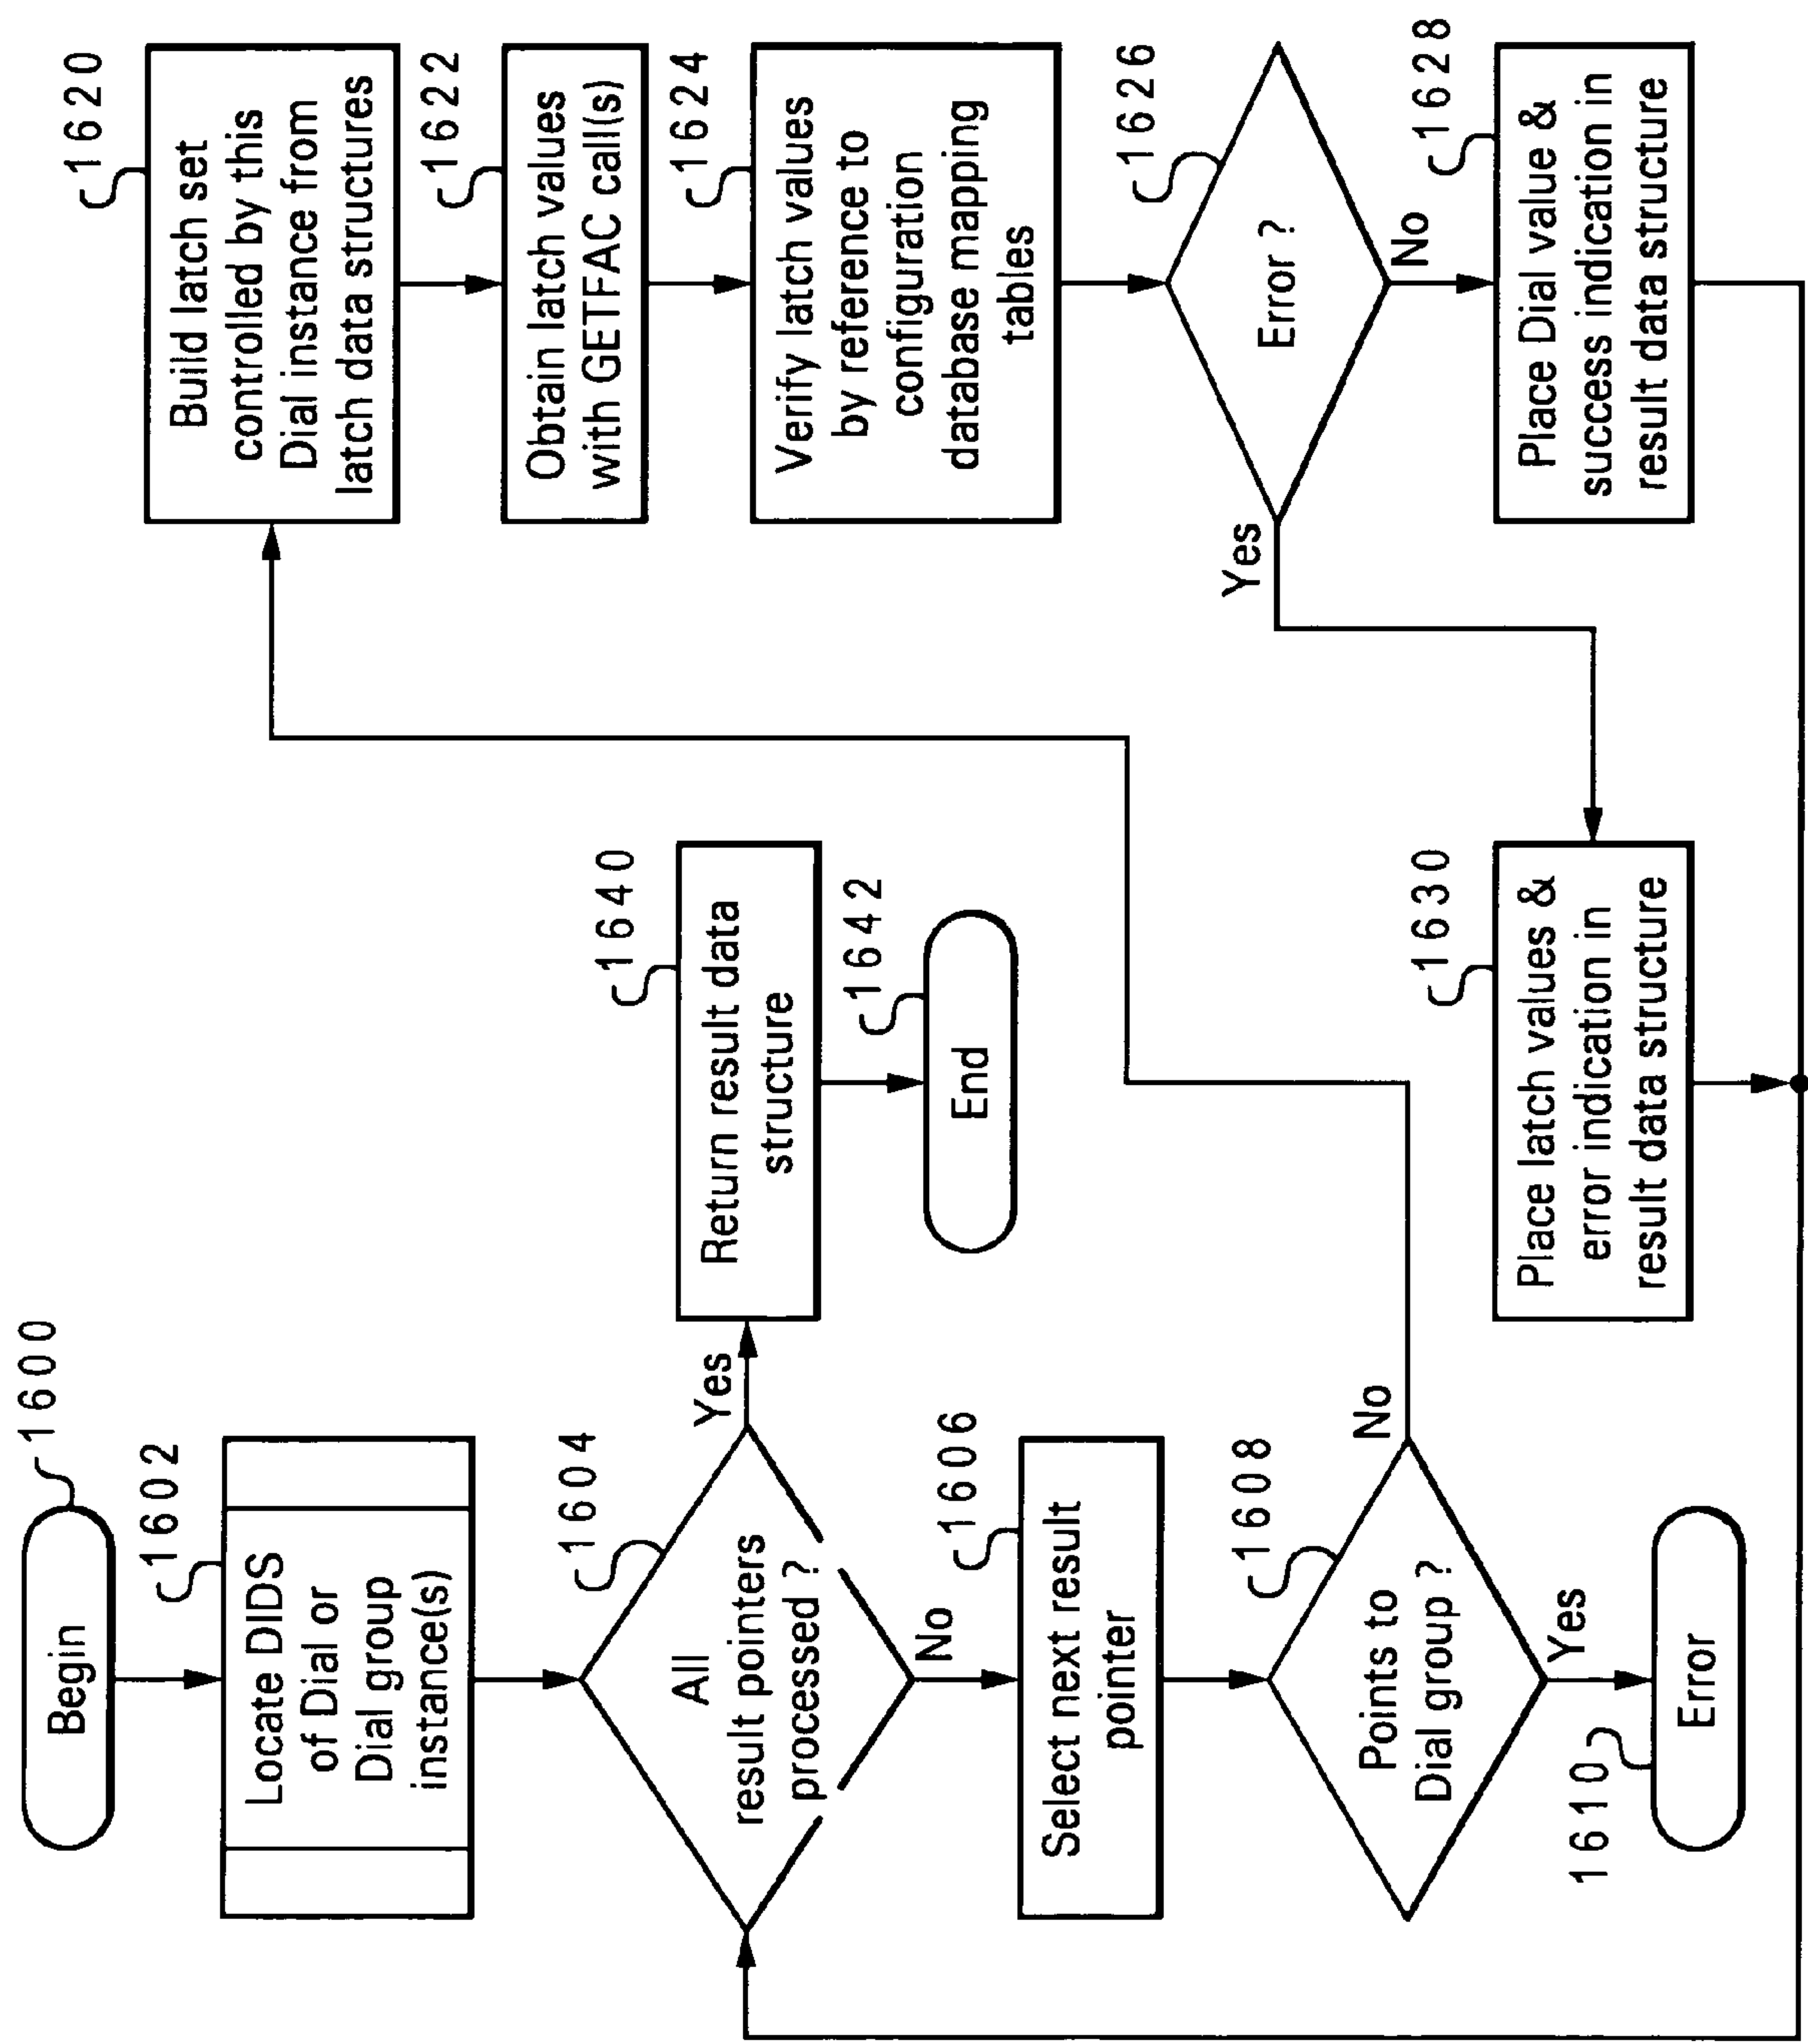 Begin
1600
1602
Locate DIDS
of Dial or
Dial group
instance(s)
1604
All
result pointers
processed ?
Yes
No
1606
Select next result
pointer
1608
Points to
Dial group ?
No
Yes
1610
Error
1640
Return result data
structure
1642
End
1620
Build latch set
controlled by this
Dial instance from
latch data structures
1622
Obtain latch values
with GETFAC call(s)
1624
Verify latch values
by reference to
configuration
database mapping
tables
1626
Error ?
Yes
No
1628
Place Dial value &
success indication in
result data structure
1630
Place latch values &
error indication in
result data structure